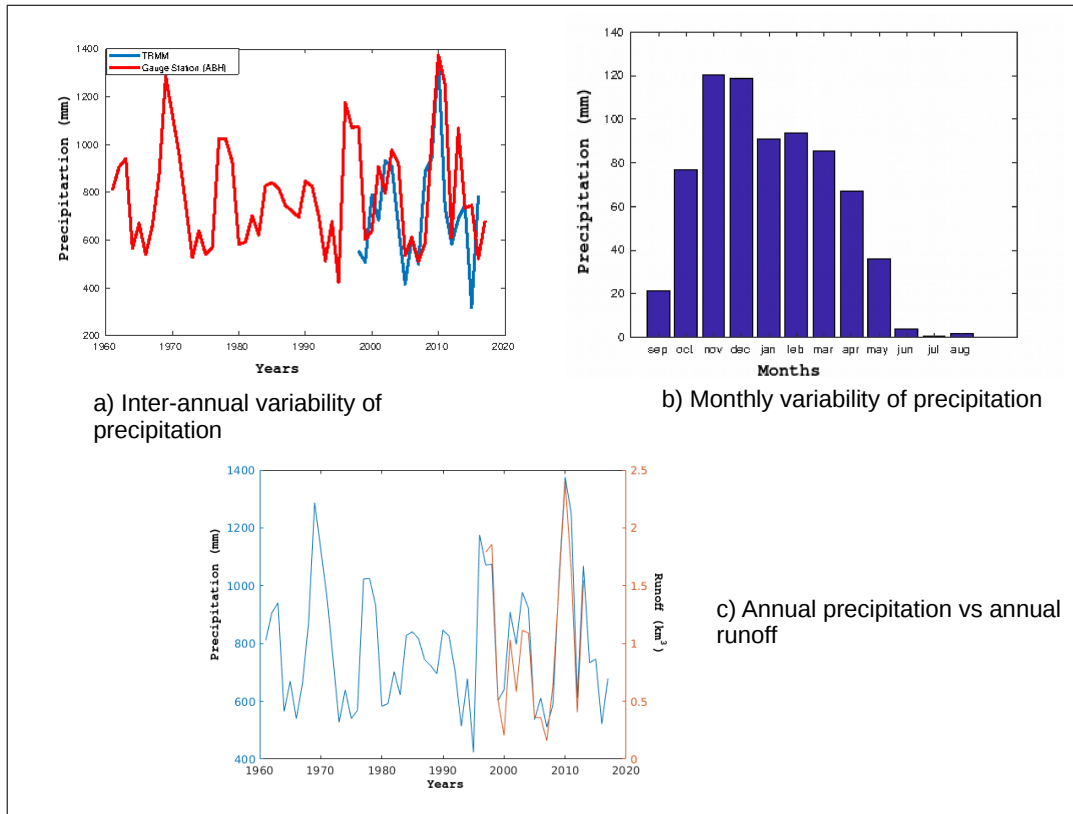 1400
1200
1000
800
600
400
200
Precipitartion (mm)
TRMM
Gauge Station (ABH)
1960 1970 1980 1990 2000 2010 2020
Years
a) Inter-annual variability of
precipitation
140
120
100
80
60
40
20
0
Precipitation (mm)
sep oct nov dec jan feb mar apr may jun jul aug
Months
b) Monthly variability of precipitation
1400
1200
1000
800
600
400
Precipitation (mm)
2.5
2
1.5
1
0.5
0
Runoff (km³)
1960 1970 1980 1990 2000 2010 2020
Years
c) Annual precipitation vs annual
runoff